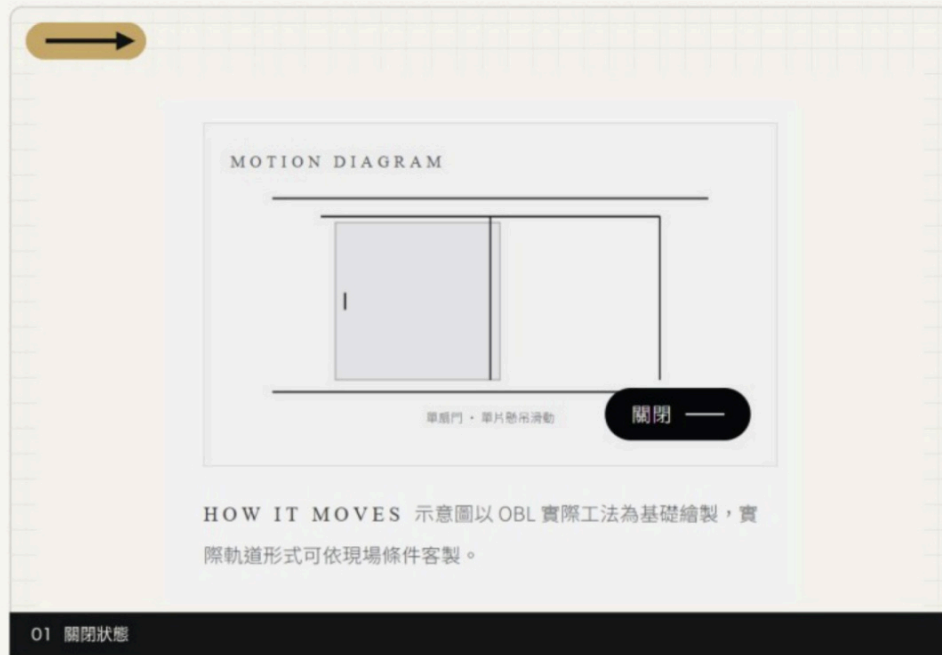 MOTION DIAGRAM
單扇門・單片懸吊滑動
關閉
HOW IT MOVES 示意圖以 OBL 實際工法為基礎繪製，實
際軌道形式可依現場條件客製。
01 關閉狀態